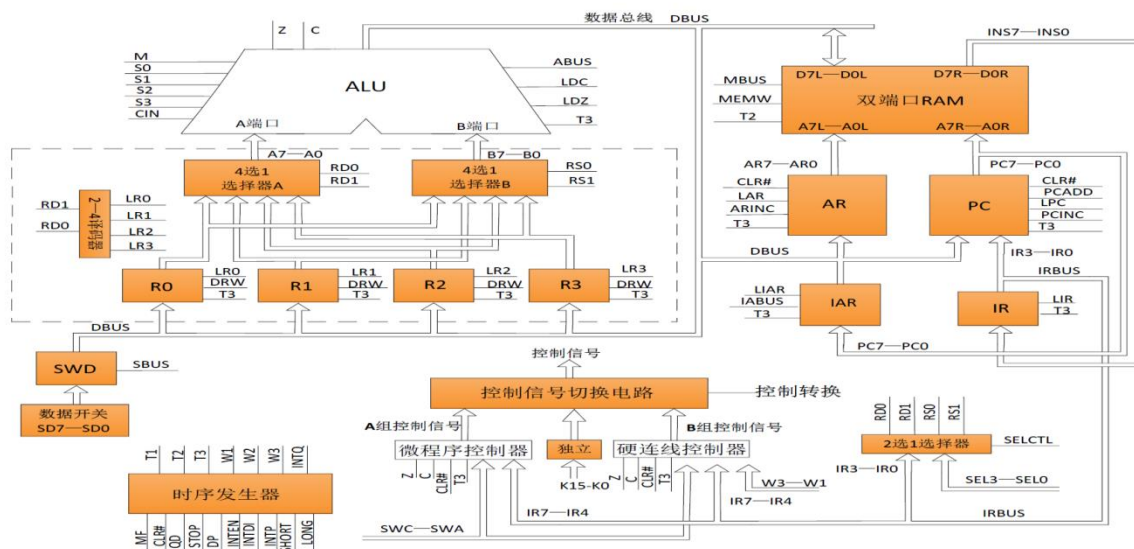 数据总线 DBUS
Z
C
INS7—INS0
M
S0
S1
S2
S3
CIN
ALU
A端口
B端口
ABUS
LDC
LDZ
T3
MBUS
MEMW
T2
D7L—D0L
D7R—D0R
双端口RAM
A7L—A0L
A7R—A0R
A7—A0
B7—B0
4选1
选择器A
RD0
RD1
4选1
选择器B
RS0
RS1
RD1
RD0
2—4译码器
LR0
LR1
LR2
LR3
AR7—AR0
PC7—PC0
CLR#
LAR
ARINC
T3
AR
PC
CLR#
PCADD
LPC
PCINC
T3
DBUS
IR3—IR0
IRBUS
R0
LR0
DRW
T3
R1
LR1
DRW
T3
R2
LR2
DRW
T3
R3
LR3
DRW
T3
LIAR
IABUS
T3
IAR
IR
LIR
T3
DBUS
PC7—PC0
SWD
SBUS
数据开关
SD7—SD0
控制信号
控制信号切换电路
控制转换
A组控制信号
B组控制信号
微程序控制器
独立
硬连线控制器
Z
C
CLR#
T3
K15-K0
Z
C
CLR#
T3
W3—W1
RD0
RD1
RS0
RS1
2选1选择器
SELCTL
IR3—IR0
SEL3—SEL0
SWC—SWA
IR7—IR4
IR7—IR4
IRBUS
T1
T2
T3
W1
W2
W3
INTQ
时序发生器
MF
CLR#
QD
STOP
DP
INTEN
INTDI
INTP
SHORT
LONG